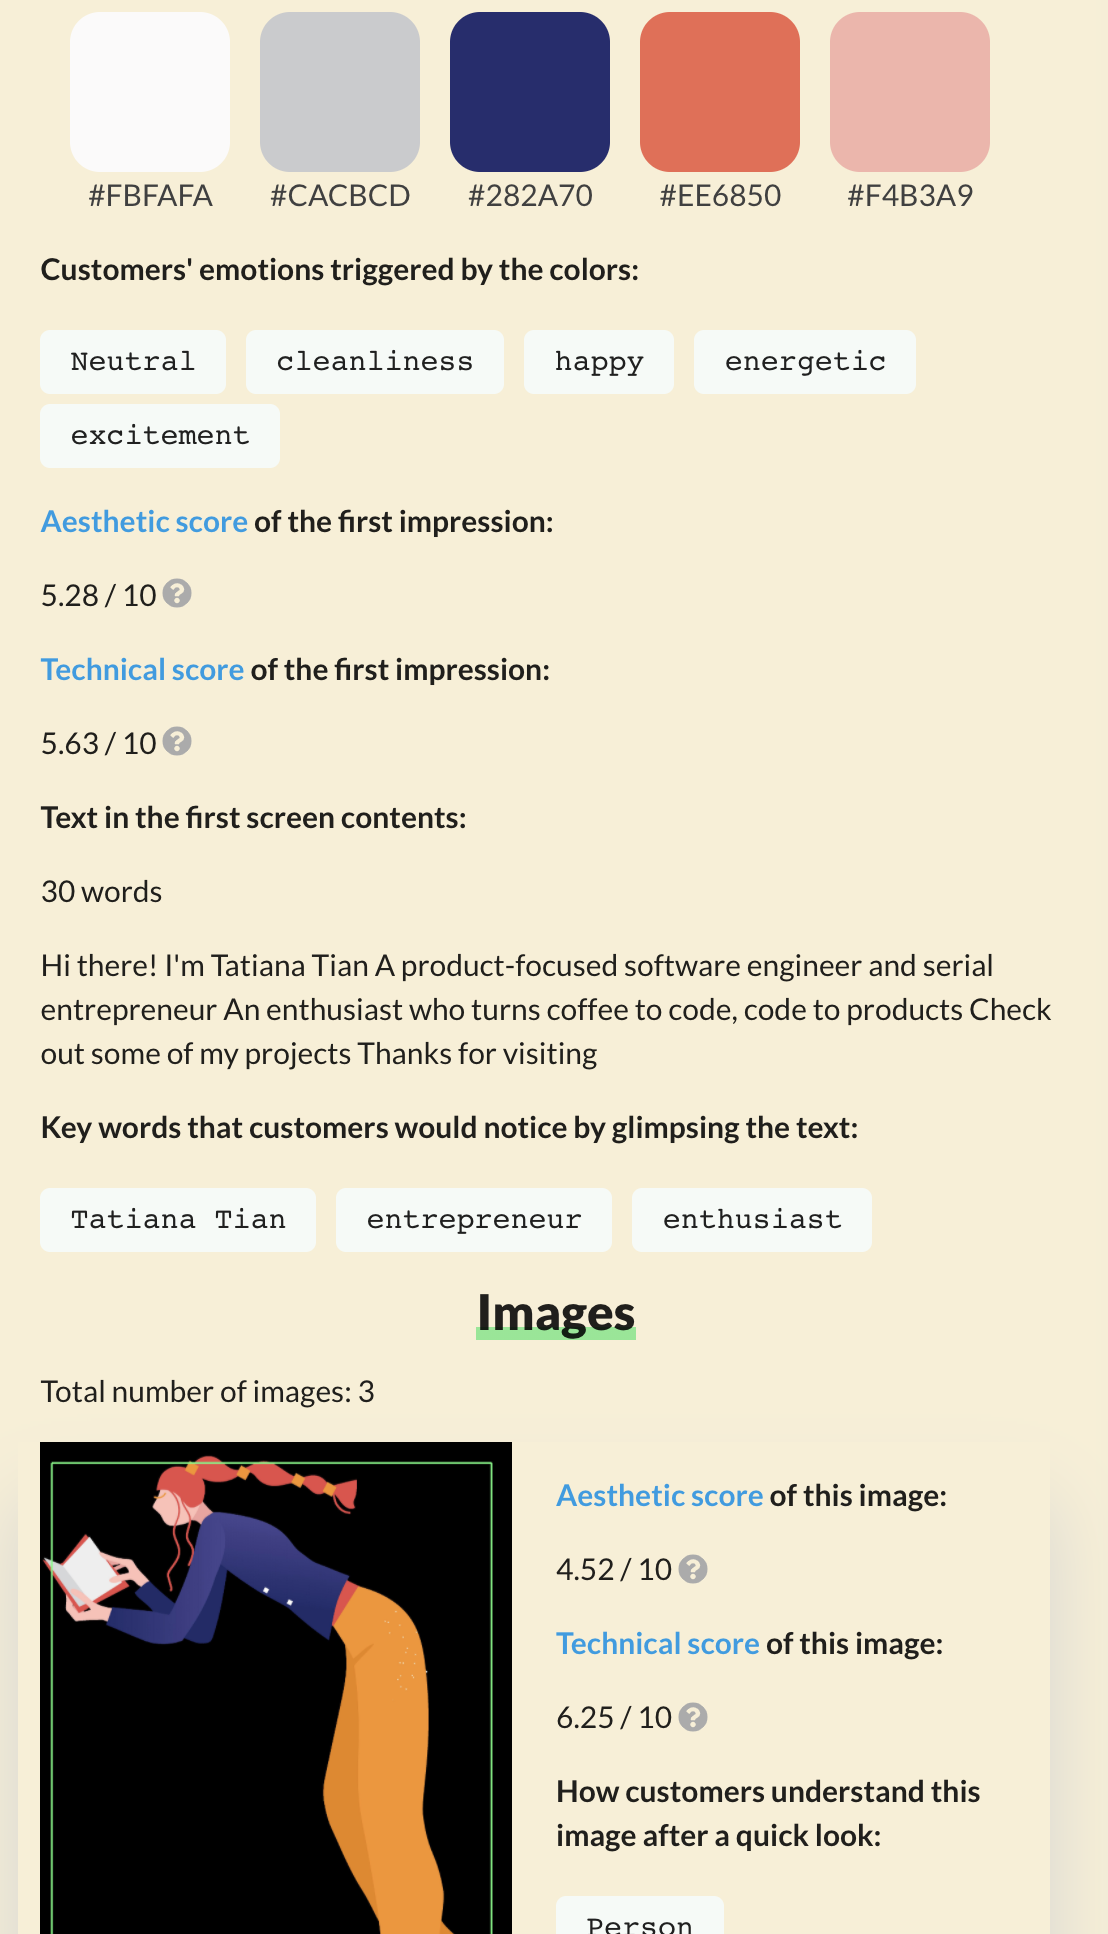 #FBFAFA #CACBCD #282A70 #EE6850 #F4B3A9
Customers' emotions triggered by the colors:
Neutral cleanliness happy energetic
excitement
Aesthetic score of the first impression:
5.28 / 10 ?
Technical score of the first impression:
5.63 / 10 ?
Text in the first screen contents:
30 words
Hi there! I'm Tatiana Tian A product-focused software engineer and serial
entrepreneur An enthusiast who turns coffee to code, code to products Check
out some of my projects Thanks for visiting
Key words that customers would notice by glimpsing the text:
Tatiana Tian entrepreneur enthusiast
Images
Total number of images: 3
Aesthetic score of this image:
4.52 / 10 ?
Technical score of this image:
6.25 / 10 ?
How customers understand this
image after a quick look:
Person